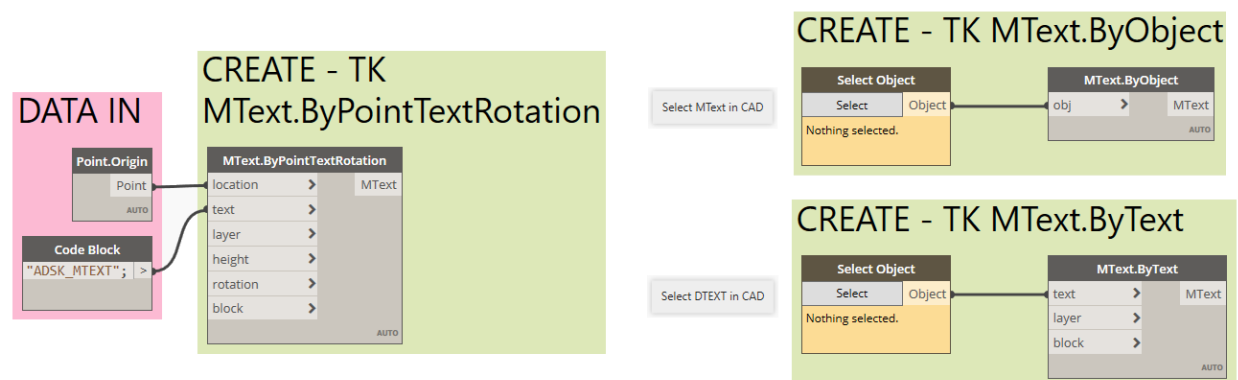 DATA IN
Point.Origin
Point
AUTO
Code Block
"ADSK_MTEXT"; >
CREATE - TK
MText.ByPointTextRotation
MText.ByPointTextRotation
location > MText
text >
layer >
height >
rotation >
block >
AUTO
Select MText in CAD
CREATE - TK MText.ByObject
Select Object
Select Object
Nothing selected.
MText.ByObject
obj > MText
AUTO
Select DTEXT in CAD
CREATE - TK MText.ByText
Select Object
Select Object
Nothing selected.
MText.ByText
text > MText
layer >
block >
AUTO